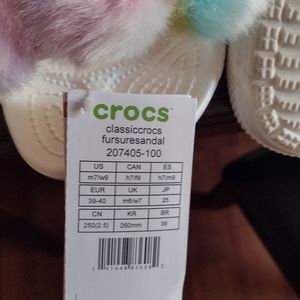 crocs™
classiccrocs
fursuresandal
207405-100
US CAN ES
m7/w9 h7/f9 h7/m9
EUR UK JP
39-40 m6/w7 25
CN KR BR
250(2.5) 260mm 38